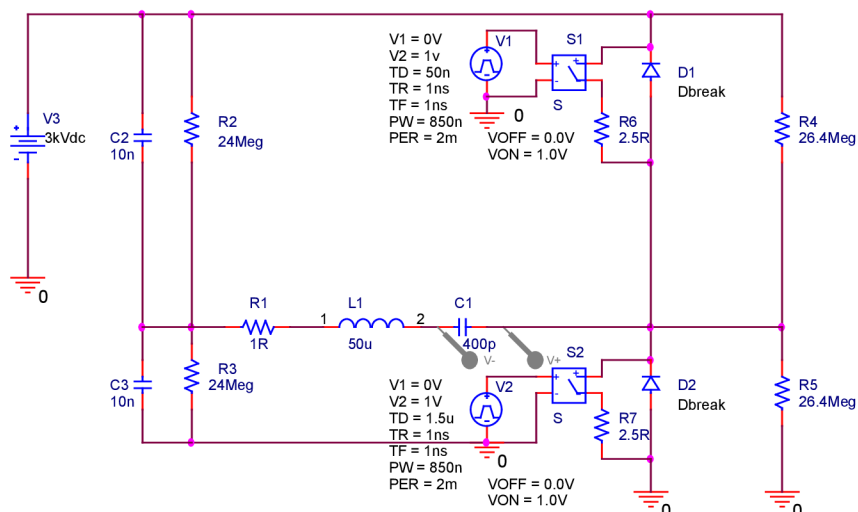 V1 = 0V
V2 = 1v
TD = 50n
TR = 1ns
TF = 1ns
PW = 850n
PER = 2m
V1
S1
+
-
+
-
S
0
VOFF = 0.0V
VON = 1.0V
R6
2.5R
D1
Dbreak
V3
+
-
3kVdc
0
C2
10n
R2
24Meg
R4
26.4Meg
R1
1R
1
L1
2
50u
C1
400p
V-
V+
C3
10n
R3
24Meg
V1 = 0V
V2 = 1V
TD = 1.5u
TR = 1ns
TF = 1ns
PW = 850n
PER = 2m
V2
S2
+
-
+
-
S
0
VOFF = 0.0V
VON = 1.0V
R7
2.5R
D2
Dbreak
R5
26.4Meg
0
0